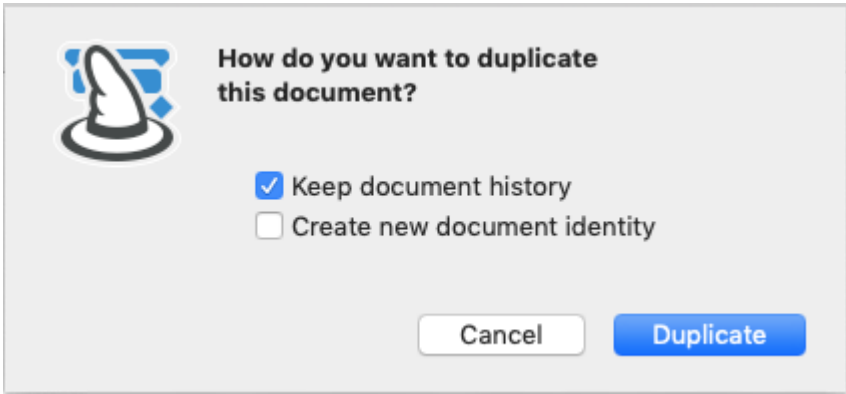 How do you want to duplicate
this document?
Keep document history
Create new document identity
Cancel
Duplicate